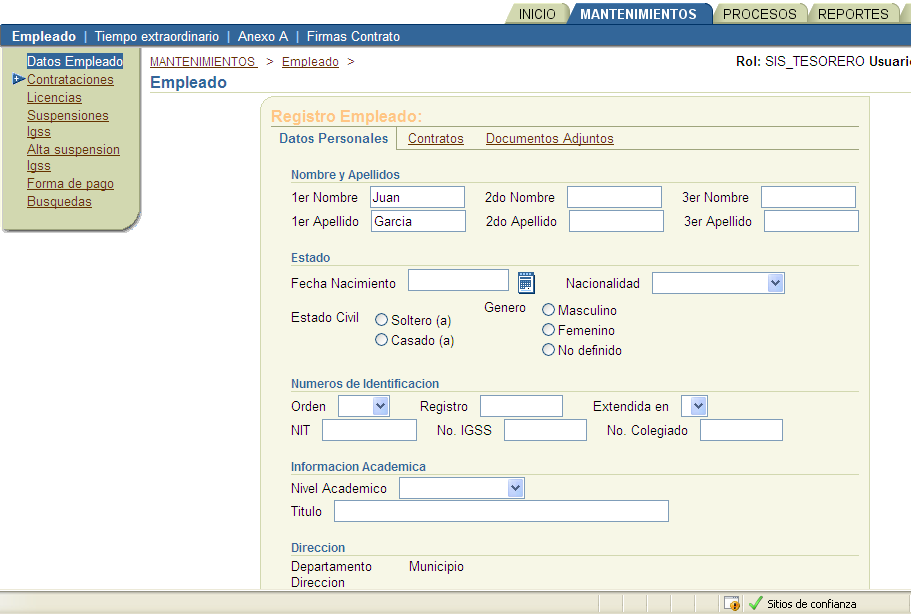 INICIO MANTENIMIENTOS PROCESOS REPORTES
Empleado | Tiempo extraordinario | Anexo A | Firmas Contrato
Datos Empleado
Contrataciones
Licencias
Suspensiones
Igss
Alta suspension
Igss
Forma de pago
Busquedas
MANTENIMIENTOS > Empleado >
Rol: SIS_TESORERO Usuari
Empleado
Registro Empleado:
Datos Personales Contratos Documentos Adjuntos
Nombre y Apellidos
1er Nombre Juan 2do Nombre 3er Nombre
1er Apellido Garcia 2do Apellido 3er Apellido
Estado
Fecha Nacimiento Nacionalidad
Estado Civil Soltero (a) Casado (a)
Genero Masculino Femenino No definido
Numeros de Identificacion
Orden Registro Extendida en
NIT No. IGSS No. Colegiado
Informacion Academica
Nivel Academico
Titulo
Direccion
Departamento Municipio
Direccion
Sitios de confianza